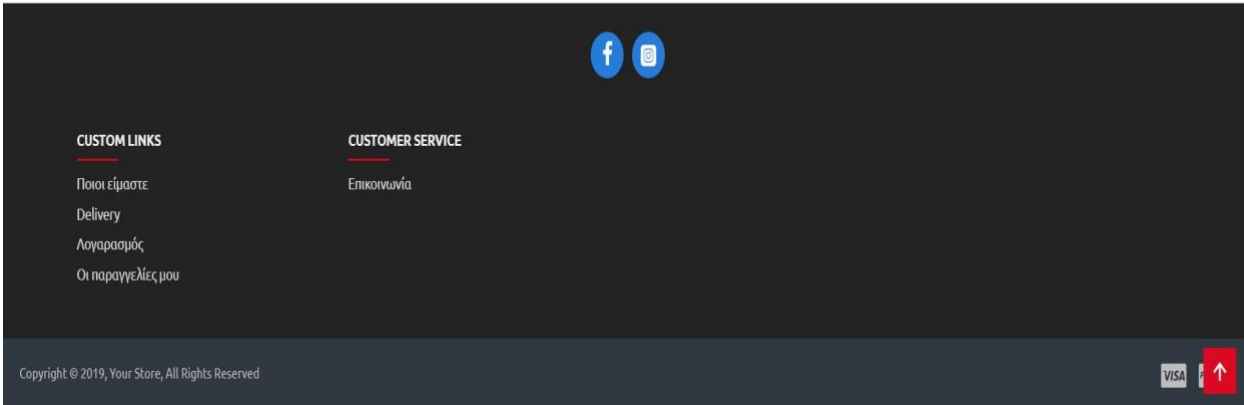 CUSTOM LINKS
Ποιοι είμαστε
Delivery
Λογαρασμός
Οι παραγγελίες μου
CUSTOMER SERVICE
Επικοινωνία
Copyright © 2019, Your Store, All Rights Reserved
VISA